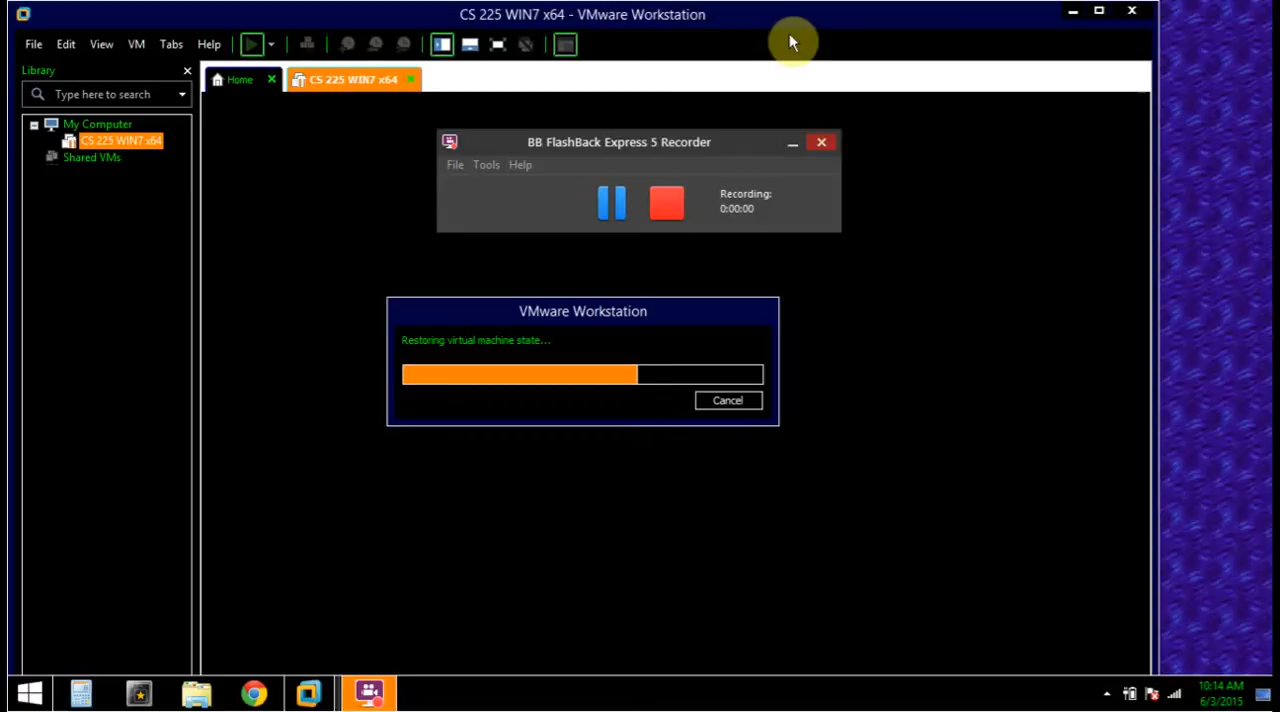 CS 225 WIN7 x64 - VMware Workstation
File Edit View VM Tabs Help
Library
Home CS 225 WIN7 x64
Type here to search
My Computer
CS 225 WIN7 x64
Shared VMs
BB FlashBack Express 5 Recorder
File Tools Help
Recording:
0:00:00
VMware Workstation
Restoring virtual machine state...
Cancel
10:14 AM
6/3/2015